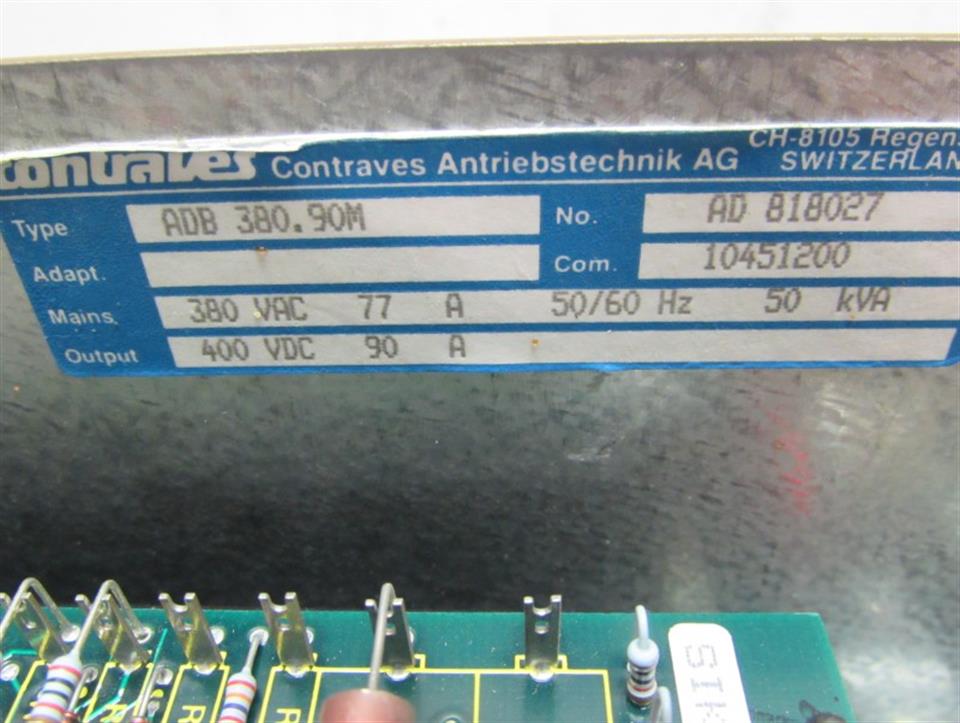 contraves Contraves Antriebstechnik AG CH-8105 Regens
SWITZERLAN
Type ADB 380.90M No. AD 818027
Adapt. Com. 10451200
Mains 380 VAC 77 A 50/60 Hz 50 kVA
Output 400 VDC 90 A
R R R